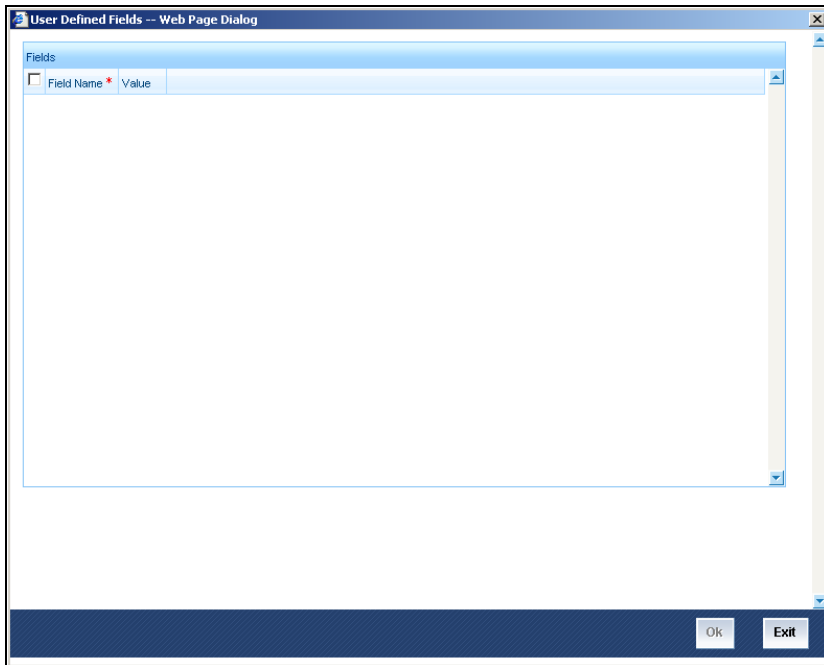 User Defined Fields -- Web Page Dialog
Fields
Field Name * Value
Ok Exit